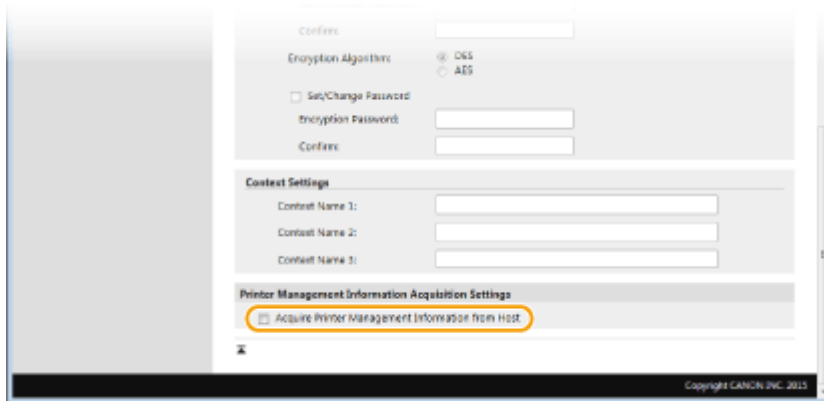 Confirm:
Encryption Algorithm:
DES
AES
Set/Change Password
Encryption Password:
Confirm:
Context Settings
Context Name 1:
Context Name 2:
Context Name 3:
Printer Management Information Acquisition Settings
Acquire Printer Management Information from Host
Copyright CANON INC. 2015